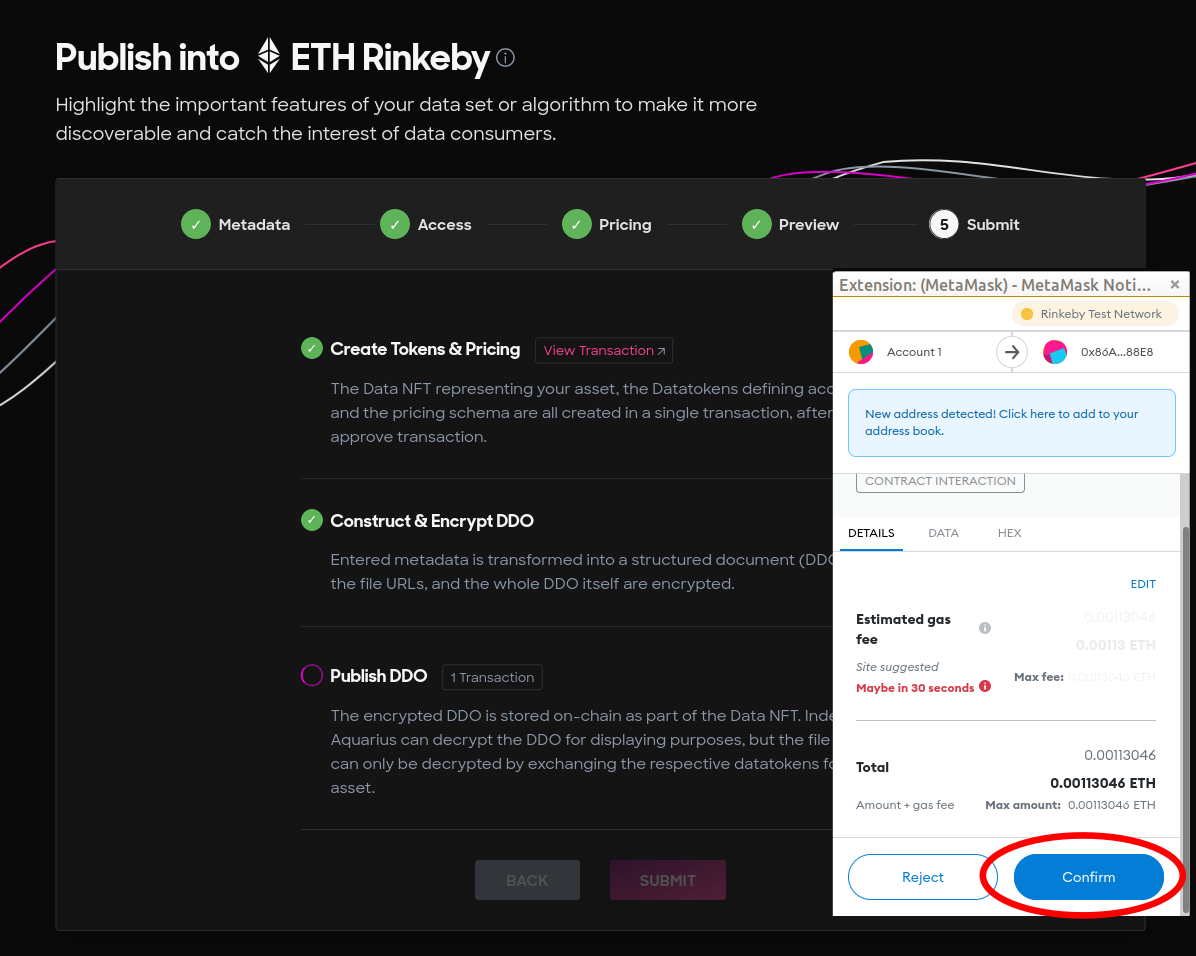 Publish into ETH Rinkeby
Highlight the important features of your data set or algorithm to make it more
discoverable and catch the interest of data consumers.
Metadata
Access
Pricing
Preview
5 Submit
Create Tokens & Pricing View Transaction
The Data NFT representing your asset, the Datatokens defining acc
and the pricing schema are all created in a single transaction, after
approve transaction.
Construct & Encrypt DDO
Entered metadata is transformed into a structured document (DDO
the file URLs, and the whole DDO itself are encrypted.
Publish DDO 1 Transaction
The encrypted DDO is stored on-chain as part of the Data NFT. Inde
Aquarius can decrypt the DDO for displaying purposes, but the file
can only be decrypted by exchanging the respective datatokens fo
asset.
BACK
SUBMIT
Extension: (MetaMask) - MetaMask Noti... ×
Rinkeby Test Network
Account 1
0x86A...88E8
New address detected! Click here to add to your
address book.
CONTRACT INTERACTION
DETAILS
DATA
HEX
EDIT
Estimated gas
fee
0.00113046
0.00113 ETH
Site suggested
Maybe in 30 seconds
Max fee: 0.00113046 ETH
Total
0.00113046
0.00113046 ETH
Amount + gas fee
Max amount: 0.00113046 ETH
Reject
Confirm